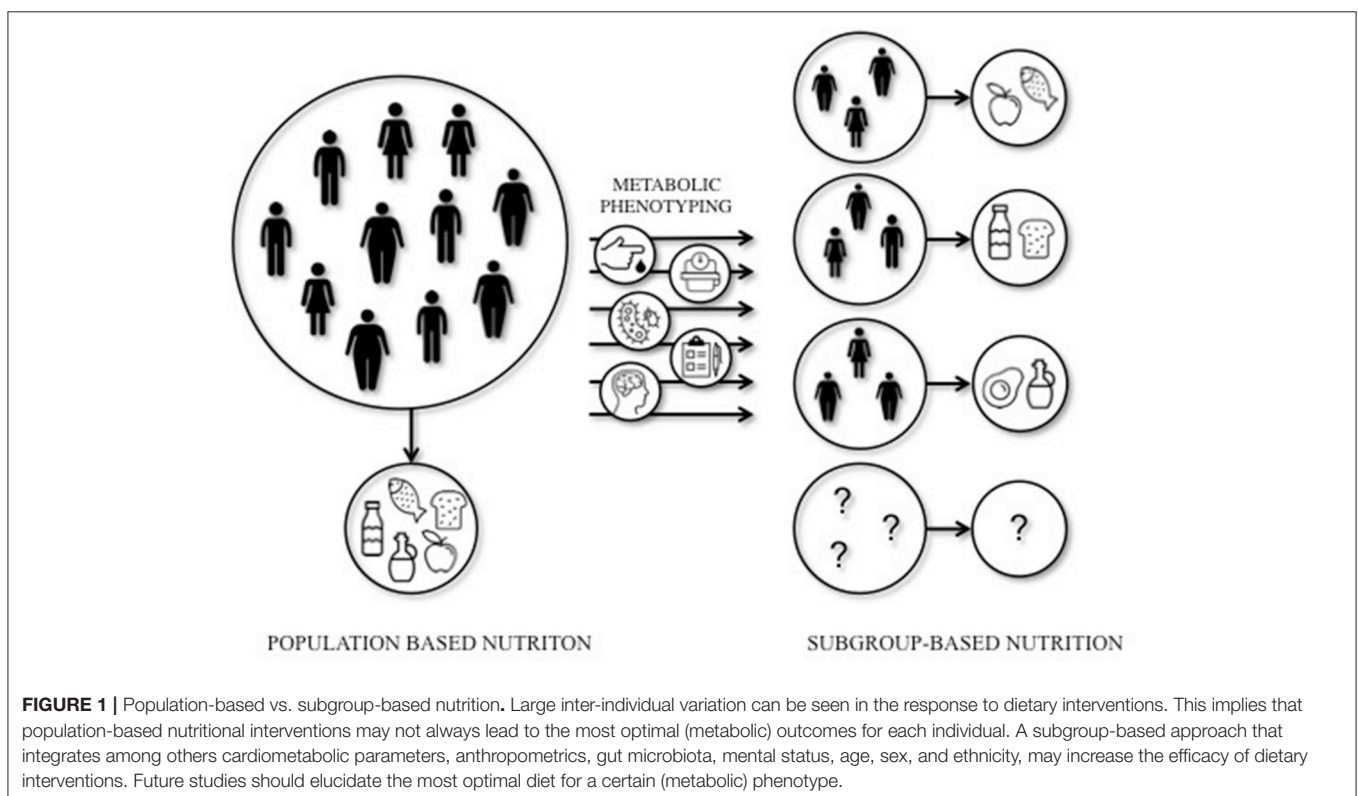 METABOLIC
PHENOTYPING
?
?
?
?
POPULATION BASED NUTRITON
SUBGROUP-BASED NUTRITION
FIGURE 1 | Population-based vs. subgroup-based nutrition. Large inter-individual variation can be seen in the response to dietary interventions. This implies that
population-based nutritional interventions may not always lead to the most optimal (metabolic) outcomes for each individual. A subgroup-based approach that
integrates among others cardiometabolic parameters, anthropometrics, gut microbiota, mental status, age, sex, and ethnicity, may increase the efficacy of dietary
interventions. Future studies should elucidate the most optimal diet for a certain (metabolic) phenotype.